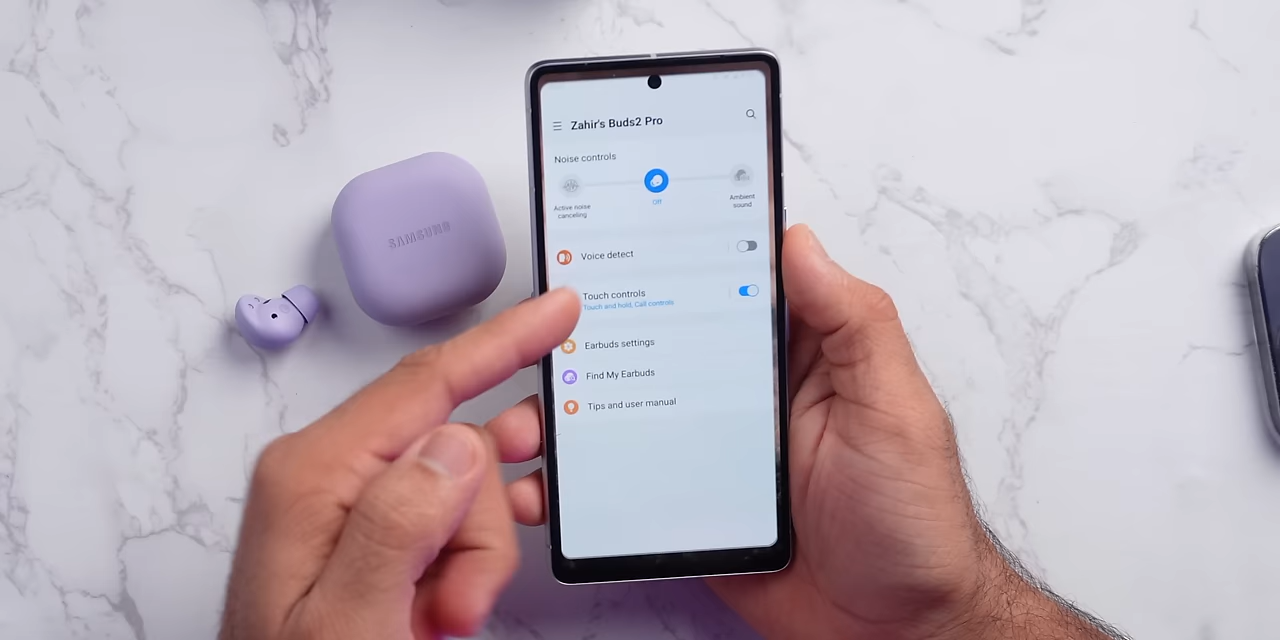 Zahir's Buds2 Pro
Noise controls
Active noise
canceling
Off
Ambient
sound
SAMSUNG
Voice detect
Touch controls
Touch and hold, Call controls
Earbuds settings
Find My Earbuds
Tips and user manual